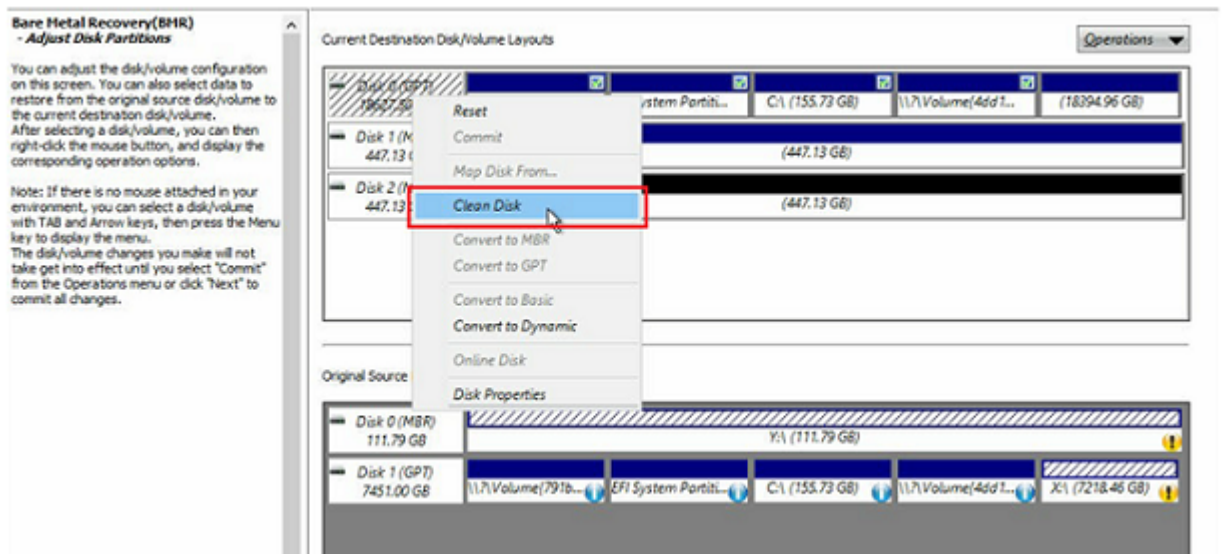 Bare Metal Recovery(BMR)
- Adjust Disk Partitions
You can adjust the disk/volume configuration
on this screen. You can also select data to
restore from the original source disk/volume to
the current destination disk/volume.
After selecting a disk/volume, you can then
right-click the mouse button, and display the
corresponding operation options.
Note: If there is no mouse attached in your
environment, you can select a disk/volume
with TAB and Arrow keys, then press the Menu
key to display the menu.
The disk/volume changes you make will not
take get into effect until you select "Commit"
from the Operations menu or click "Next" to
commit all changes.
Current Destination Disk/Volume Layouts
Operations
Disk 0 (GPT)
ystem Partiti... C:\ (155.73 GB) \\?\Volume{4dd1... (18394.96 GB)
Disk 1 (M
447.13 (447.13 GB)
Disk 2
447.13 (447.13 GB)
Reset
Commit
Map Disk From...
Clean Disk
Convert to MBR
Convert to GPT
Convert to Basic
Convert to Dynamic
Online Disk
Disk Properties
Original Source
Disk 0 (MBR)
111.79 GB Y:\ (111.79 GB)
Disk 1 (GPT)
7451.00 GB \\?\Volume{791b... EFI System Partiti... C:\ (155.73 GB) \\?\Volume{4dd1... X:\ (7218.46 GB)